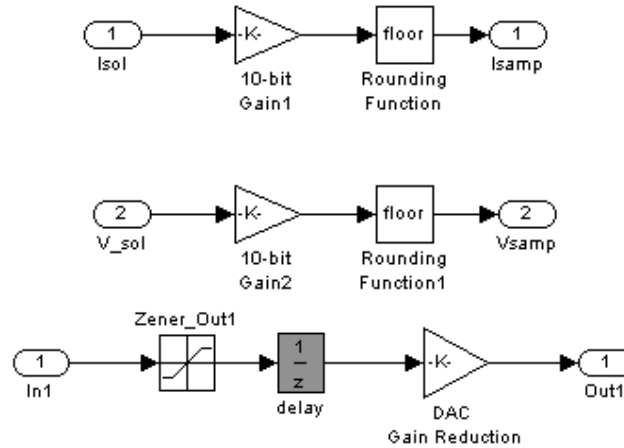 1
-K-
floor
1
Isol
10-bit
Gain1
Rounding
Function
Isamp
2
-K-
floor
2
V_sol
10-bit
Gain2
Rounding
Function1
Vsamp
Zener_Out1
1
1
z
-K-
1
In1
delay
DAC
Gain Reduction
Out1